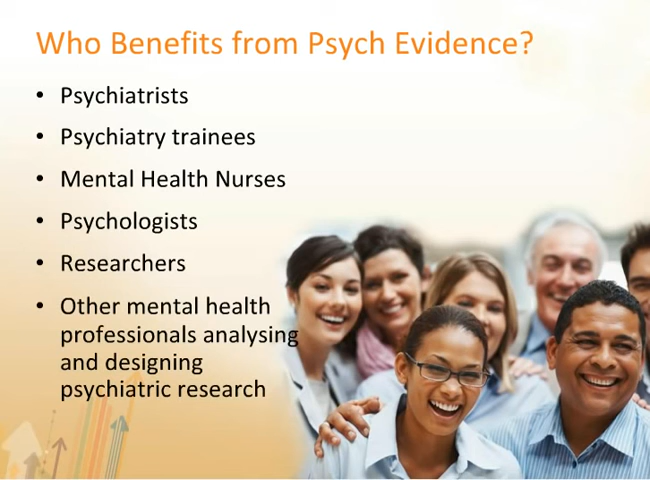 Who Benefits from Psych Evidence?
• Psychiatrists
• Psychiatry trainees
• Mental Health Nurses
• Psychologists
• Researchers
• Other mental health
professionals analysing
and designing
psychiatric research